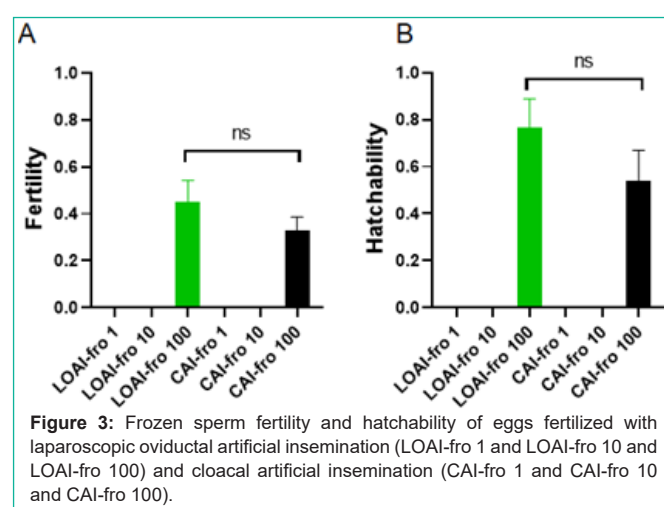 A
B
ns
ns
1.0
0.8
0.6
0.4
0.2
0.0
Fertility
LOAI-fro 1
LOAI-fro 10
LOAI-fro 100
CAI-fro 1
CAI-fro 10
CAI-fro 100
1.0
0.8
0.6
0.4
0.2
0.0
Hatchability
LOAI-fro 1
LOAI-fro 10
LOAI-fro 100
CAI-fro 1
CAI-fro 10
CAI-fro 100
Figure 3: Frozen sperm fertility and hatchability of eggs fertilized with
laparoscopic oviductal artificial insemination (LOAI-fro 1 and LOAI-fro 10 and
LOAI-fro 100) and cloacal artificial insemination (CAI-fro 1 and CAI-fro 10
and CAI-fro 100).